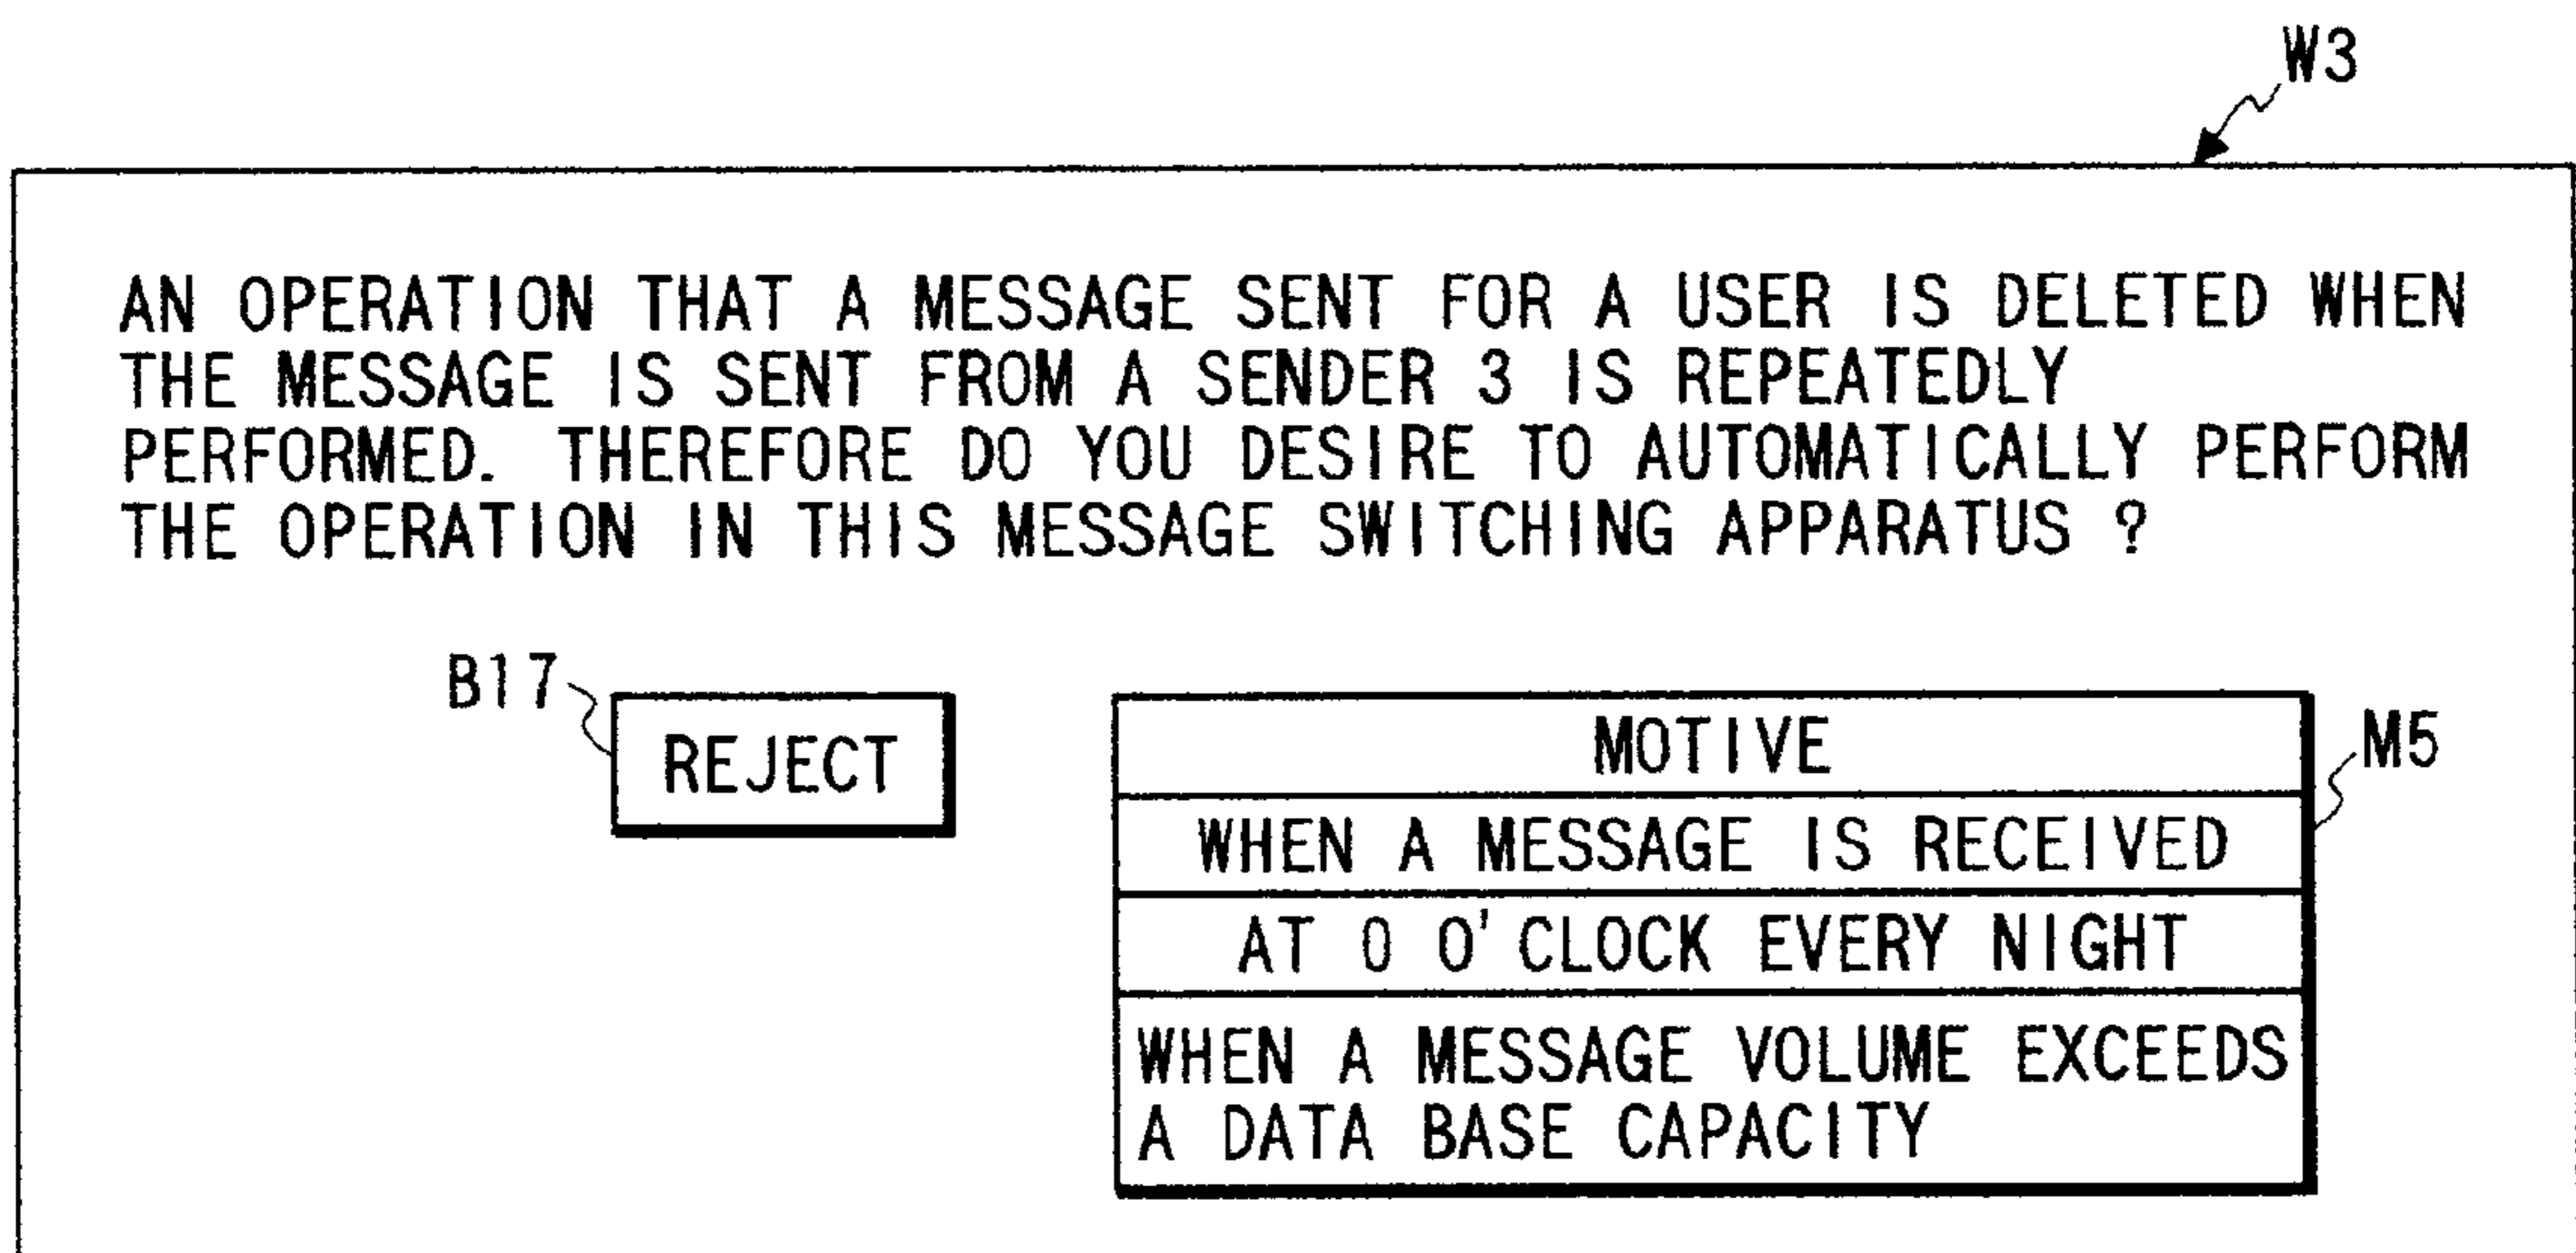 W3
AN OPERATION THAT A MESSAGE SENT FOR A USER IS DELETED WHEN
THE MESSAGE IS SENT FROM A SENDER 3 IS REPEATEDLY
PERFORMED. THEREFORE DO YOU DESIRE TO AUTOMATICALLY PERFORM
THE OPERATION IN THIS MESSAGE SWITCHING APPARATUS ?
B17
REJECT
MOTIVE
M5
WHEN A MESSAGE IS RECEIVED
AT 0 O'CLOCK EVERY NIGHT
WHEN A MESSAGE VOLUME EXCEEDS
A DATA BASE CAPACITY